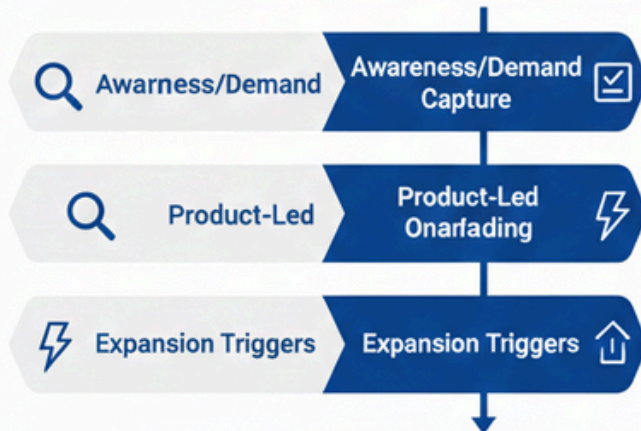 Awarness/Demand
Awareness/Demand
Capture
Product-Led
Product-Led
Onarfading
Expansion Triggers
Expansion Triggers